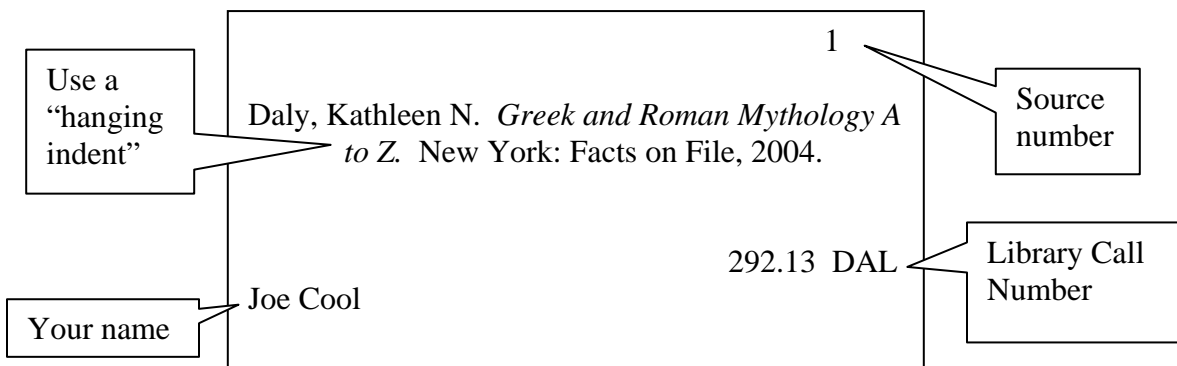 1
Use a
“hanging
indent”
Source
number
Daly, Kathleen N.  Greek and Roman Mythology A
to Z.  New York: Facts on File, 2004.
292.13  DAL
Library Call
Number
Joe Cool
Your name